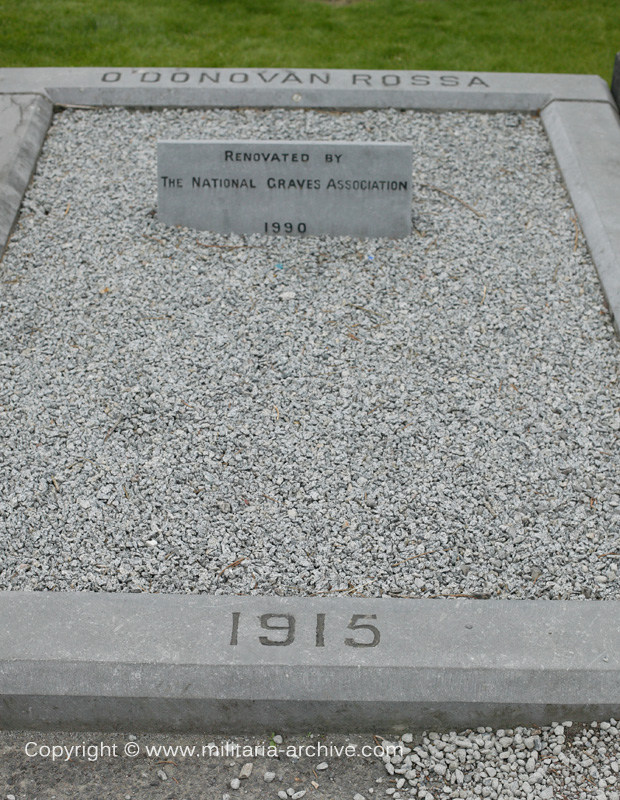 O'DONOVAN ROSSA
RENOVATED BY
THE NATIONAL GRAVES ASSOCIATION
1990
1915
Copyright © www.militaria-archive.com